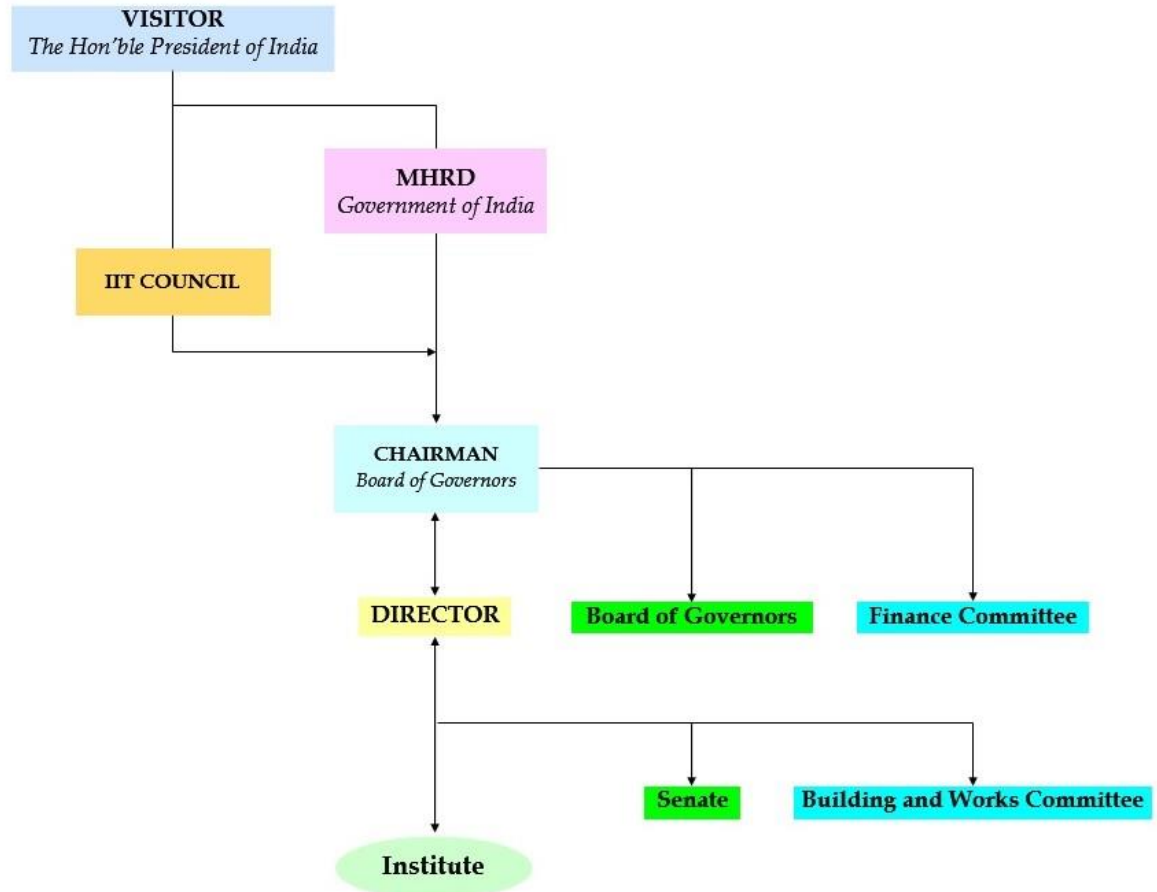 VISITOR
The Hon'ble President of India
MHRD
Government of India
IIT COUNCIL
CHAIRMAN
Board of Governors
DIRECTOR
Board of Governors
Finance Committee
Senate
Building and Works Committee
Institute